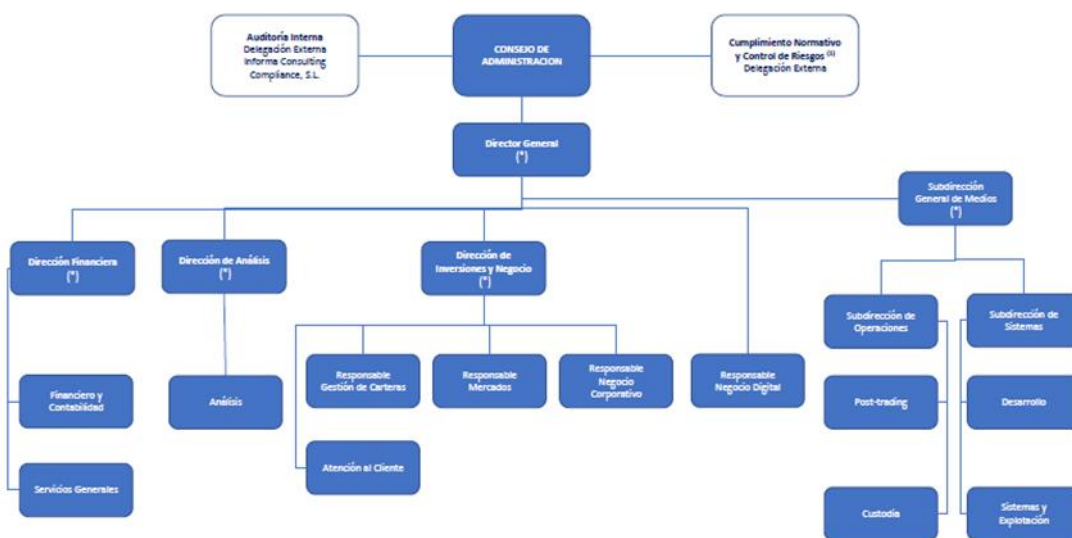 Auditoría Interna
Delegación Externa
Informa Consulting
Compliance, S.L.
CONSEJO DE
ADMINISTRACION
Cumplimiento Normativo
y Control de Riesgos (1)
Delegación Externa
Director General
(*)
Subdirección
General de Medios
(*)
Dirección Financiera
(*)
Dirección de Análisis
(*)
Dirección de
Inversiones y Negocio
(*)
Subdirección de
Operaciones
Subdirección de
Sistemas
Responsable
Gestión de Carteras
Responsable
Mercados
Responsable
Negocio
Corporativo
Responsable
Negocio Digital
Financiero y
Contabilidad
Análisis
Post-trading
Desarrollo
Atención al Cliente
Servicios Generales
Custodia
Sistemas y
Explotación